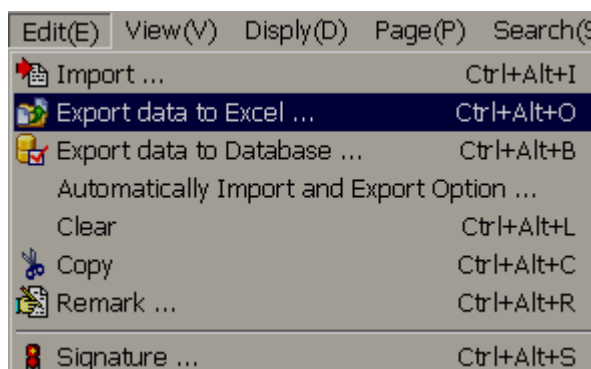 Edit(E) View(V) Disply(D) Page(P) Search(S
Import ... Ctrl+Alt+I
Export data to Excel ... Ctrl+Alt+O
Export data to Database ... Ctrl+Alt+B
Automatically Import and Export Option ...
Clear Ctrl+Alt+L
Copy Ctrl+Alt+C
Remark ... Ctrl+Alt+R
Signature ... Ctrl+Alt+S